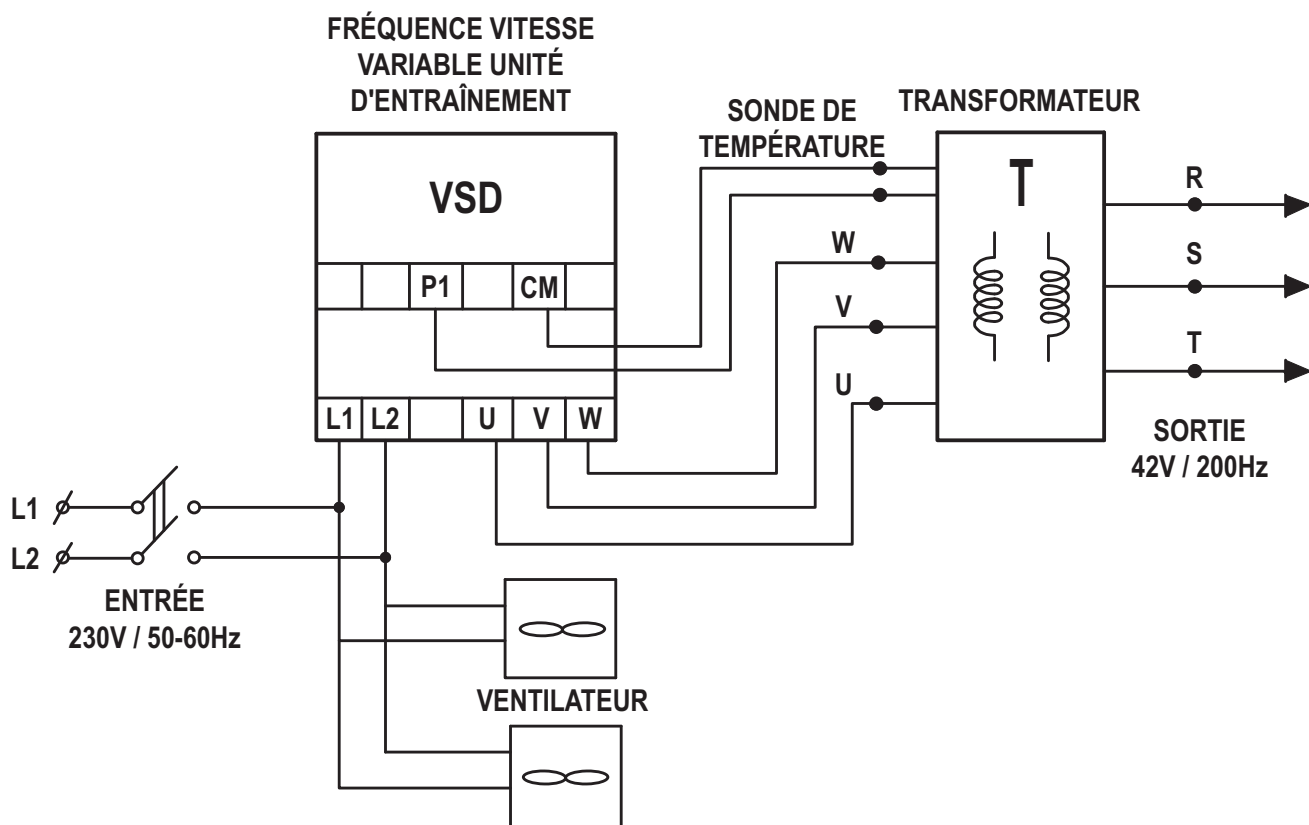 FRÉQUENCE VITESSE
VARIABLE UNITÉ
D'ENTRAÎNEMENT
VSD
P1
CM
L1
L2
U
V
W
SONDE DE
TEMPÉRATURE
TRANSFORMATEUR
T
W
V
U
R
S
T
SORTIE
42V / 200Hz
L1
L2
ENTRÉE
230V / 50-60Hz
VENTILATEUR